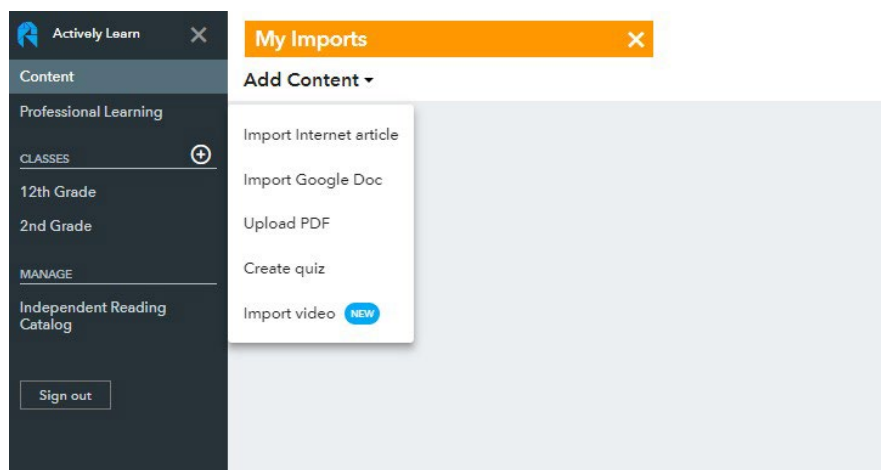 Actively Learn
Content
Professional Learning
CLASSES
12th Grade
2nd Grade
MANAGE
Independent Reading
Catalog
Sign out
My Imports
Add Content
Import Internet article
Import Google Doc
Upload PDF
Create quiz
Import video NEW